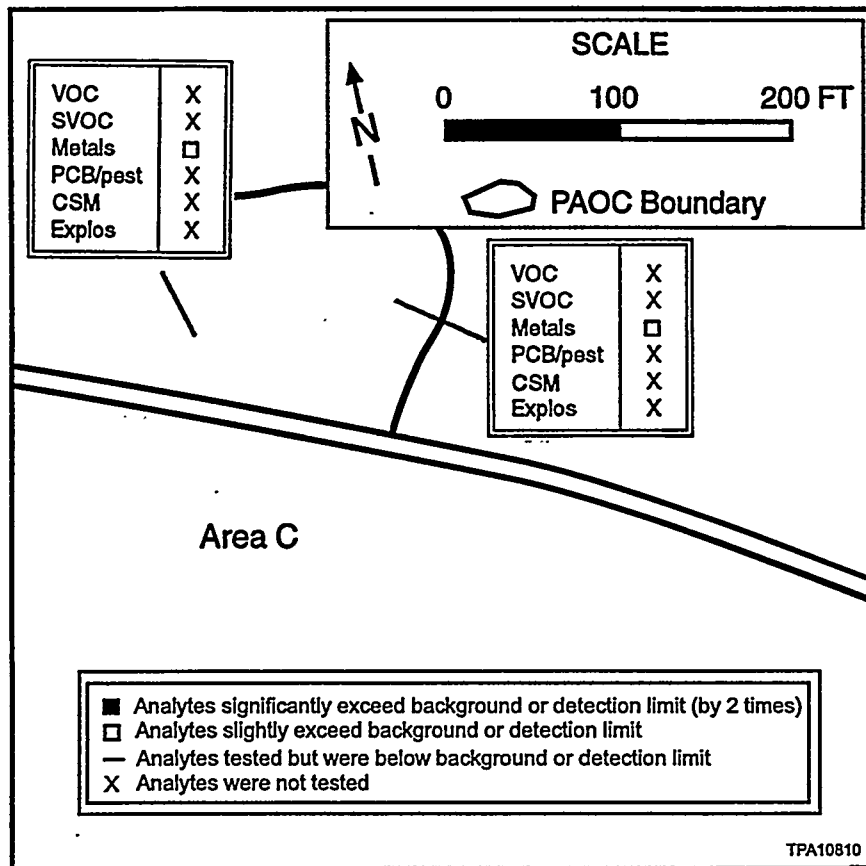 SCALE
0 100 200 FT
N
PAOC Boundary
VOC X
SVOC X
Metals □
PCB/pest X
CSM X
Explos X
VOC X
SVOC X
Metals □
PCB/pest X
CSM X
Explos X
Area C
■ Analytes significantly exceed background or detection limit (by 2 times)
□ Analytes slightly exceed background or detection limit
— Analytes tested but were below background or detection limit
X Analytes were not tested
TPA10810